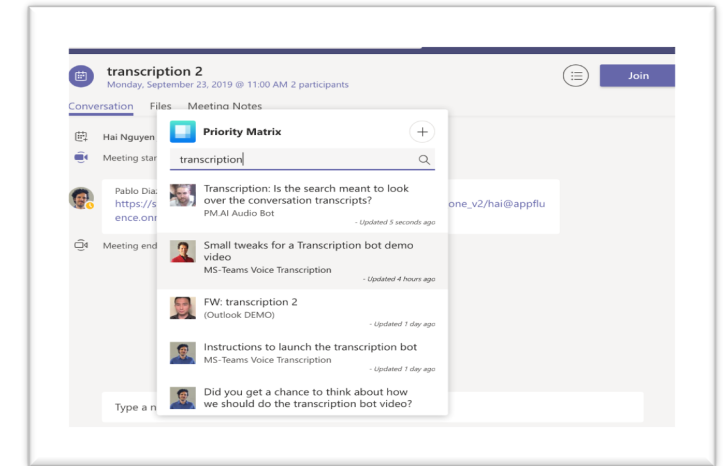 transcription 2
Monday, September 23, 2019 @ 11:00 AM 2 participants
Join
Conversation Files Meeting Notes
Hai Nguyen
Meeting star
Pablo Dia
https://s
ence.onr
one_v2/hai@appflu
Meeting end
Type a n
Priority Matrix
transcription
Transcription: Is the search meant to look
over the conversation transcripts?
PM.AI Audio Bot
- Updated 5 seconds ago
Small tweaks for a Transcription bot demo
video
MS-Teams Voice Transcription
- Updated 4 hours ago
FW: transcription 2
(Outlook DEMO)
- Updated 1 day ago
Instructions to launch the transcription bot
MS-Teams Voice Transcription
- Updated 1 day ago
Did you get a chance to think about how
we should do the transcription bot video?